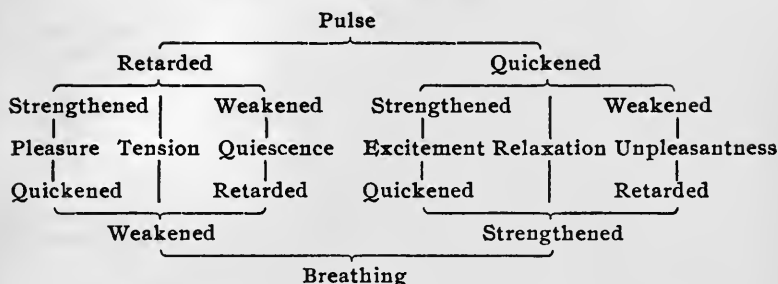 Pulse
Retarded Quickened
Strengthened Weakened Strengthened Weakened
Pleasure Tension Quiescence Excitement Relaxation Unpleasantness
Quickened Retarded Quickened Retarded
Weakened Strengthened
Breathing